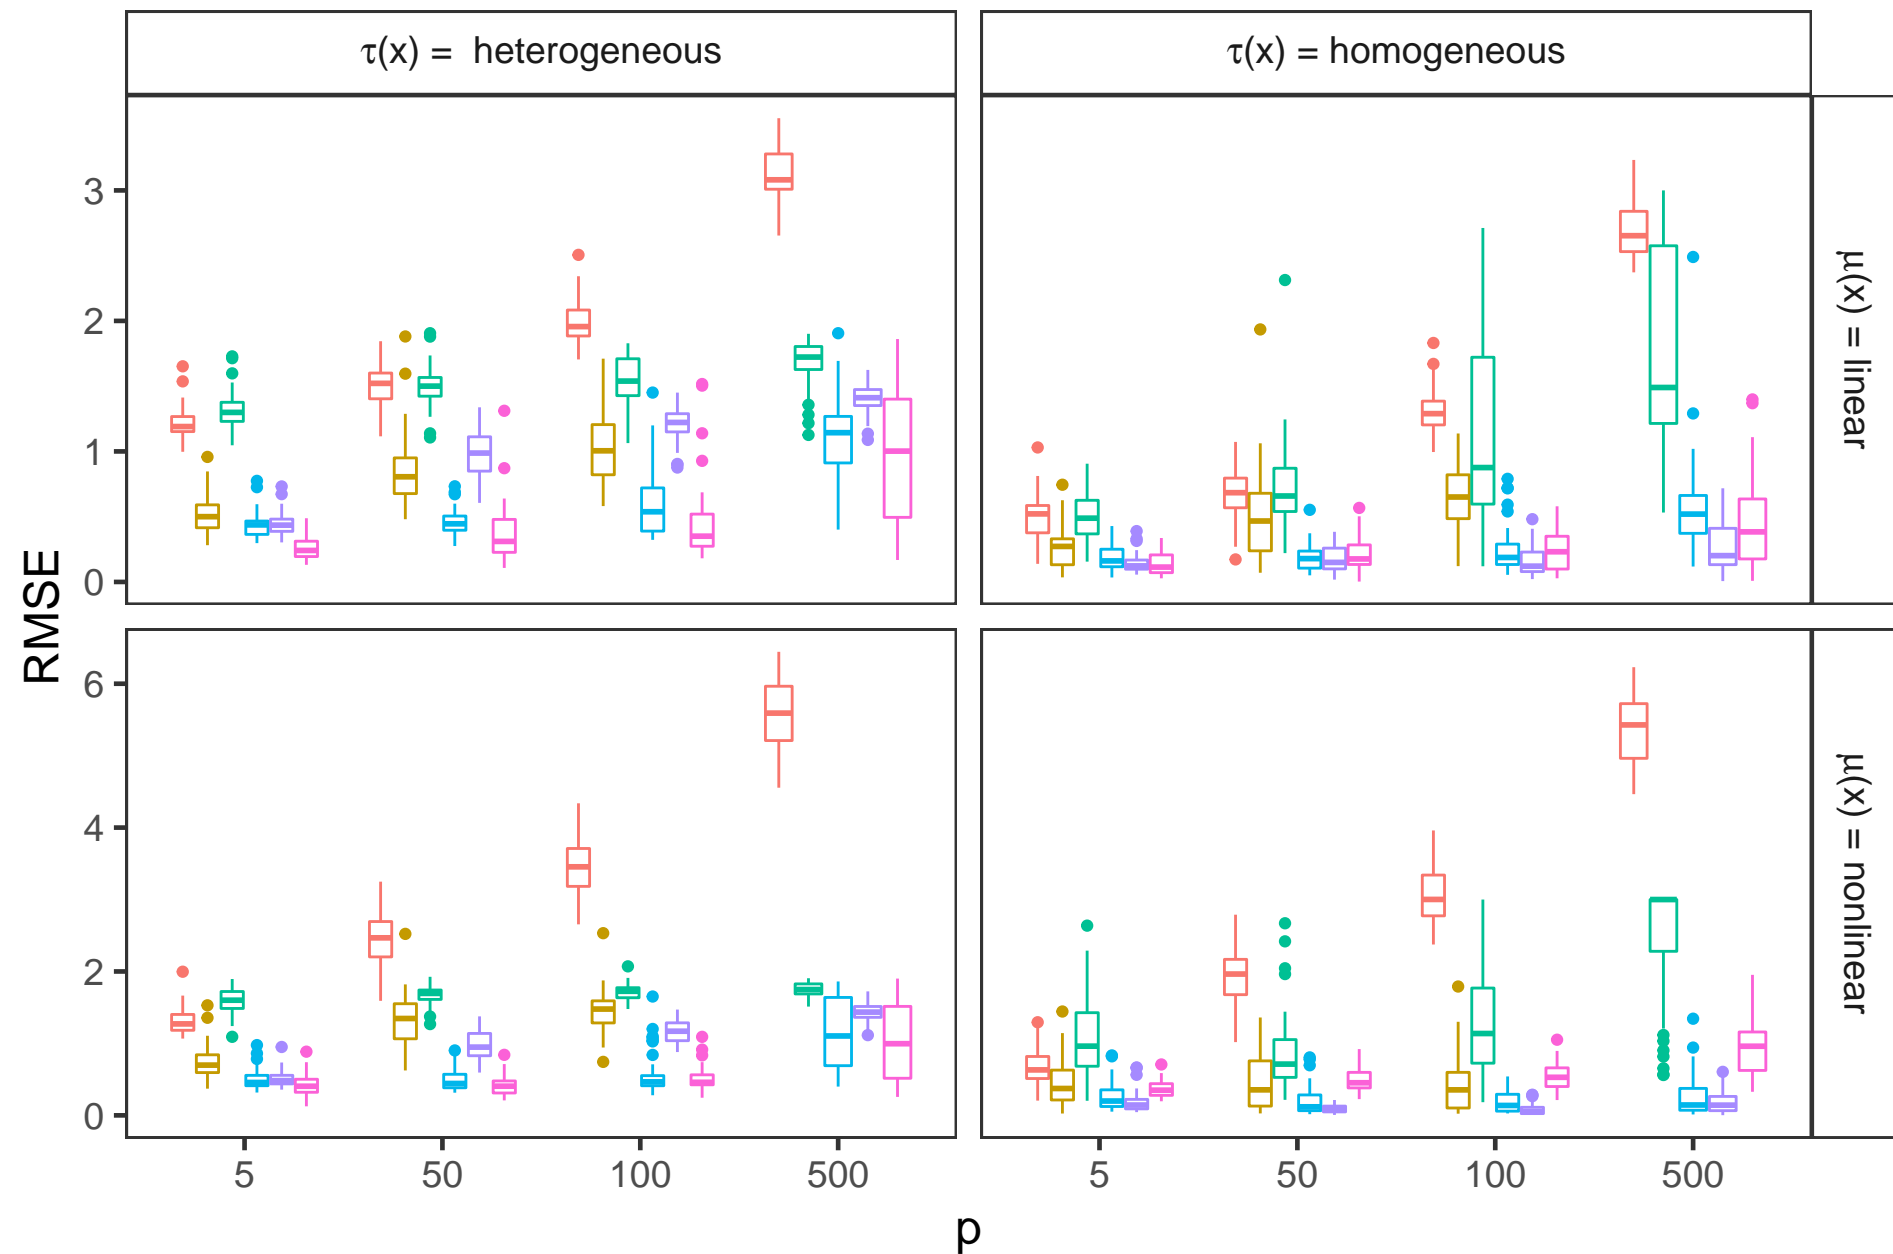 τ(x) = heterogeneous
τ(x) = homogeneous
μ(x) = linear
μ(x) = nonlinear
RMSE
3
2
1
0
6
4
2
0
5 50 100 500
5 50 100 500
p